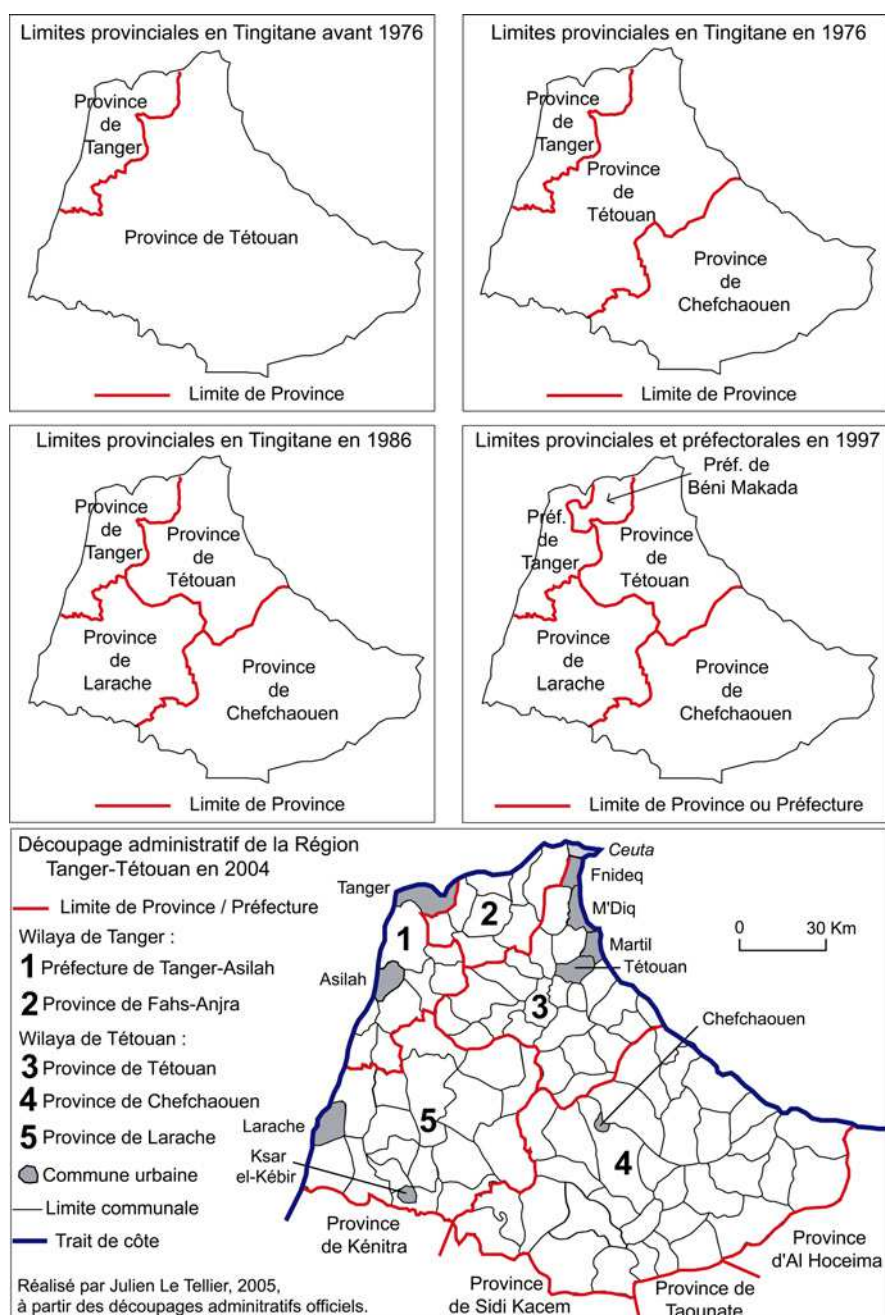 Limites provinciales en Tingitane avant 1976
Province
de
Tanger
Province de Tétouan
Limite de Province
Limites provinciales en Tingitane en 1976
Province
de
Tanger
Province
de
Tétouan
Province
de
Chefchaouen
Limite de Province
Limites provinciales en Tingitane en 1986
Province
de
Tanger
Province
de
Tétouan
Province
de
Larache
Province
de
Chefchaouen
Limite de Province
Limites provinciales et préfectorales en 1997
Préf. de
Béni Makada
Préf.
de
Tanger
Province
de
Tétouan
Province
de
Larache
Province
de
Chefchaouen
Limite de Province ou Préfecture
Découpage administratif de la Région
Tanger-Tétouan en 2004
Limite de Province / Préfecture
Wilaya de Tanger :
1 Préfecture de Tanger-Asilah
2 Province de Fahs-Anjra
Wilaya de Tétouan :
3 Province de Tétouan
4 Province de Chefchaouen
5 Province de Larache
Commune urbaine
Limite communale
Trait de côte
Réalisé par Julien Le Tellier, 2005,
à partir des découpages adminitratifs officiels.
Ceuta
Fnideq
Tanger
M'Diq
2
0 30 Km
1
Martil
Tétouan
Asilah
3
Chefchaouen
Larache
5
4
Ksar
el-Kébir
Province
de Kénitra
Province
d'Al Hoceima
Province
de Sidi Kacem
Province de
Taounate